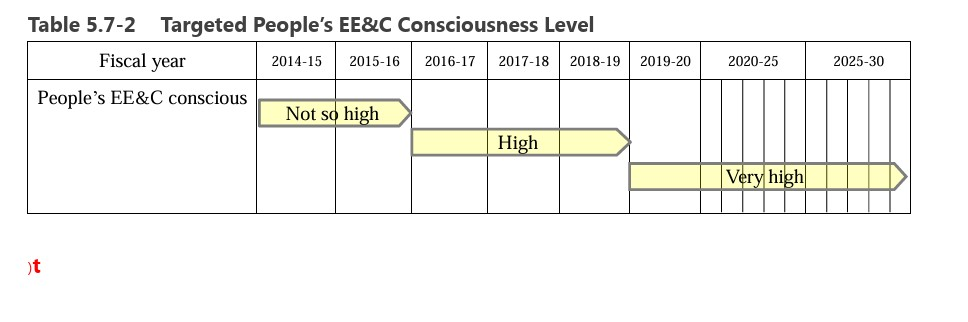 Table 5.7-2 Targeted People’s EE&C Consciousness Level
Fiscal year 2014-15 2015-16 2016-17 2017-18 2018-19 2019-20 2020-25 2025-30
People’s EE&C conscious
Not so high
High
Very high
)t